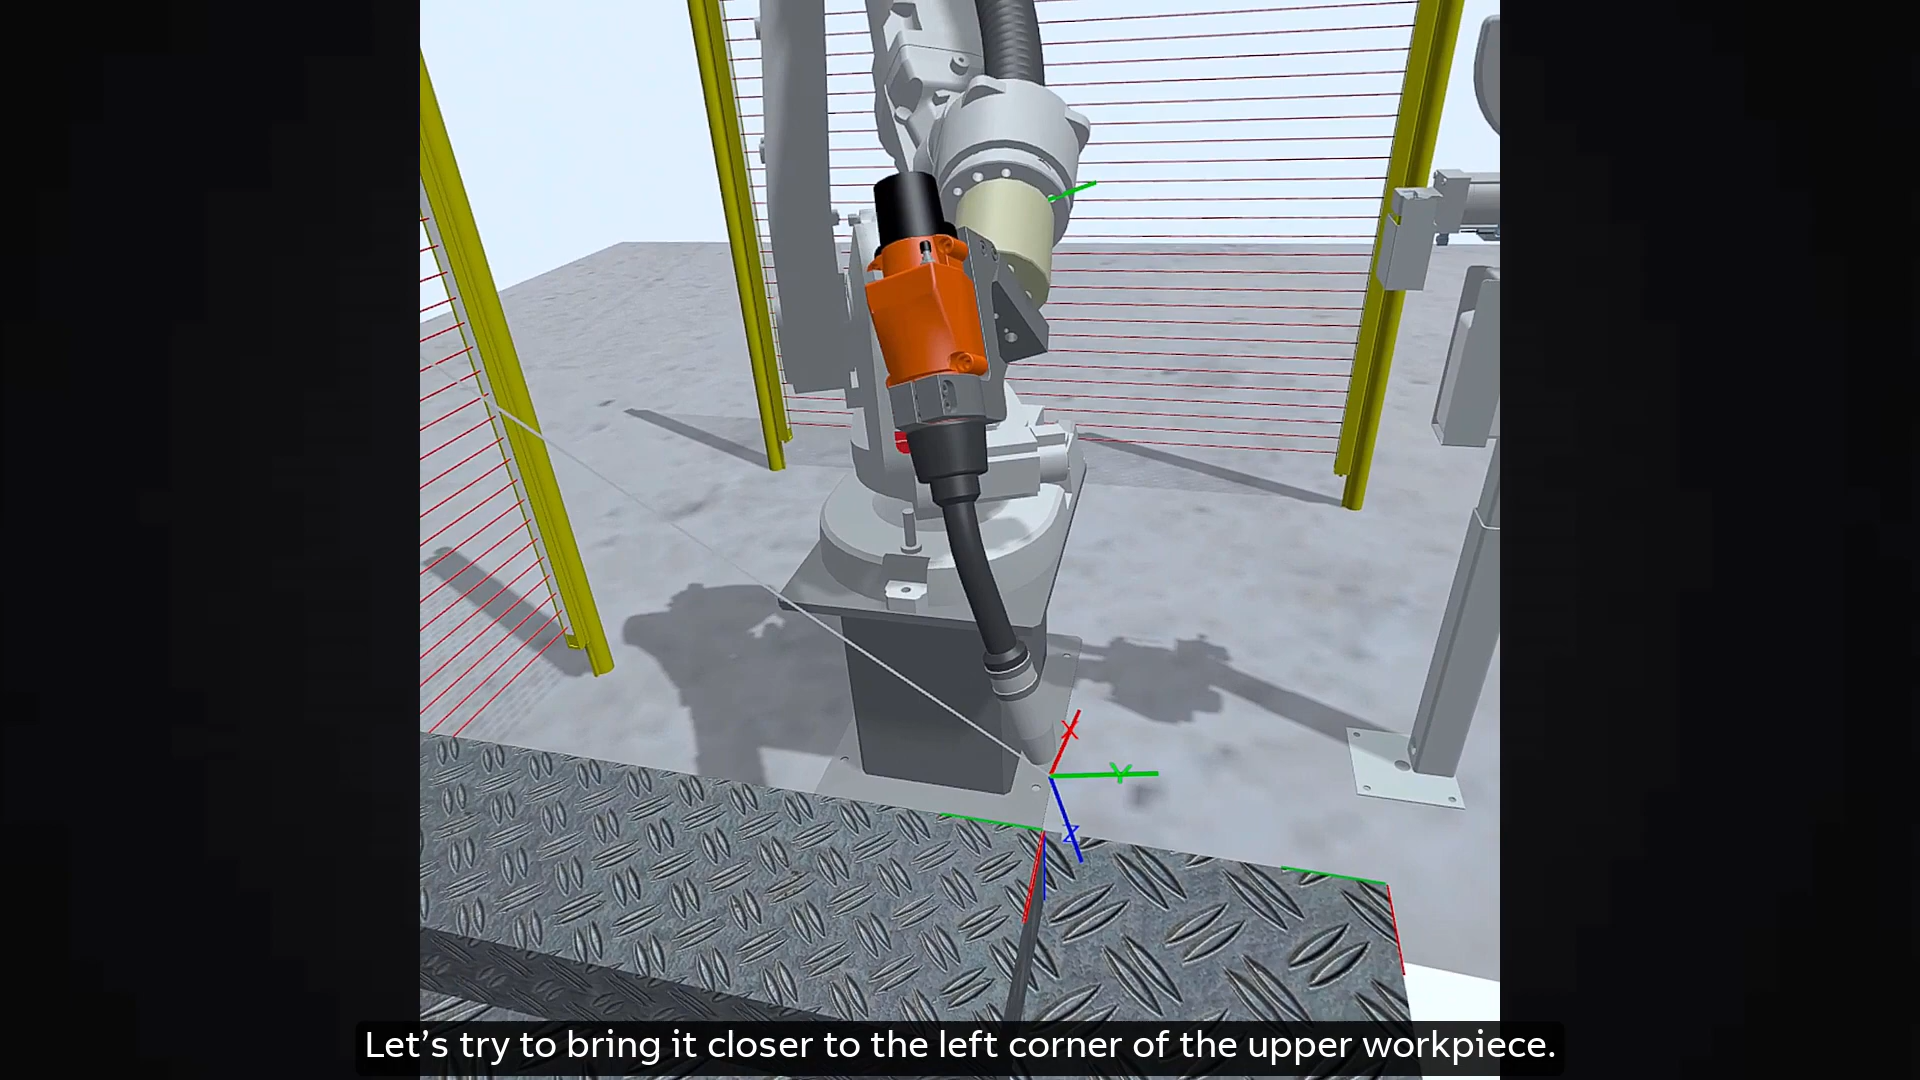 X
Y
Z
Let's try to bring it closer to the left corner of the upper workpiece.